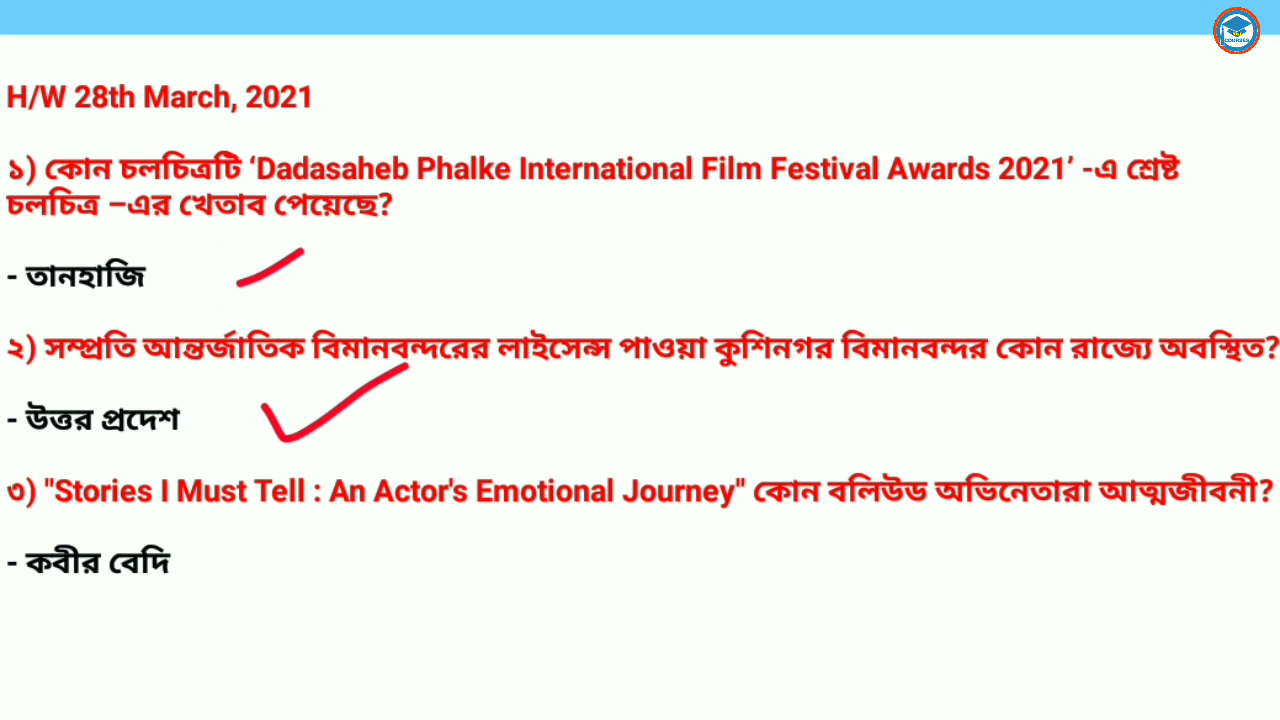 COURSES
H/W 28th March, 2021
১) কোন চলচিত্রটি ‘Dadasaheb Phalke International Film Festival Awards 2021’ -এ শ্রেষ্ট
চলচিত্র –এর খেতাব পেয়েছে?
- তানহাজি
২) সম্প্রতি আন্তর্জাতিক বিমানবন্দরের লাইসেন্স পাওয়া কুশিনগর বিমানবন্দর কোন রাজ্যে অবস্থিত?
- উত্তর প্রদেশ
৩) "Stories I Must Tell : An Actor's Emotional Journey" কোন বলিউড অভিনেতারা আত্মজীবনী?
- কবীর বেদি